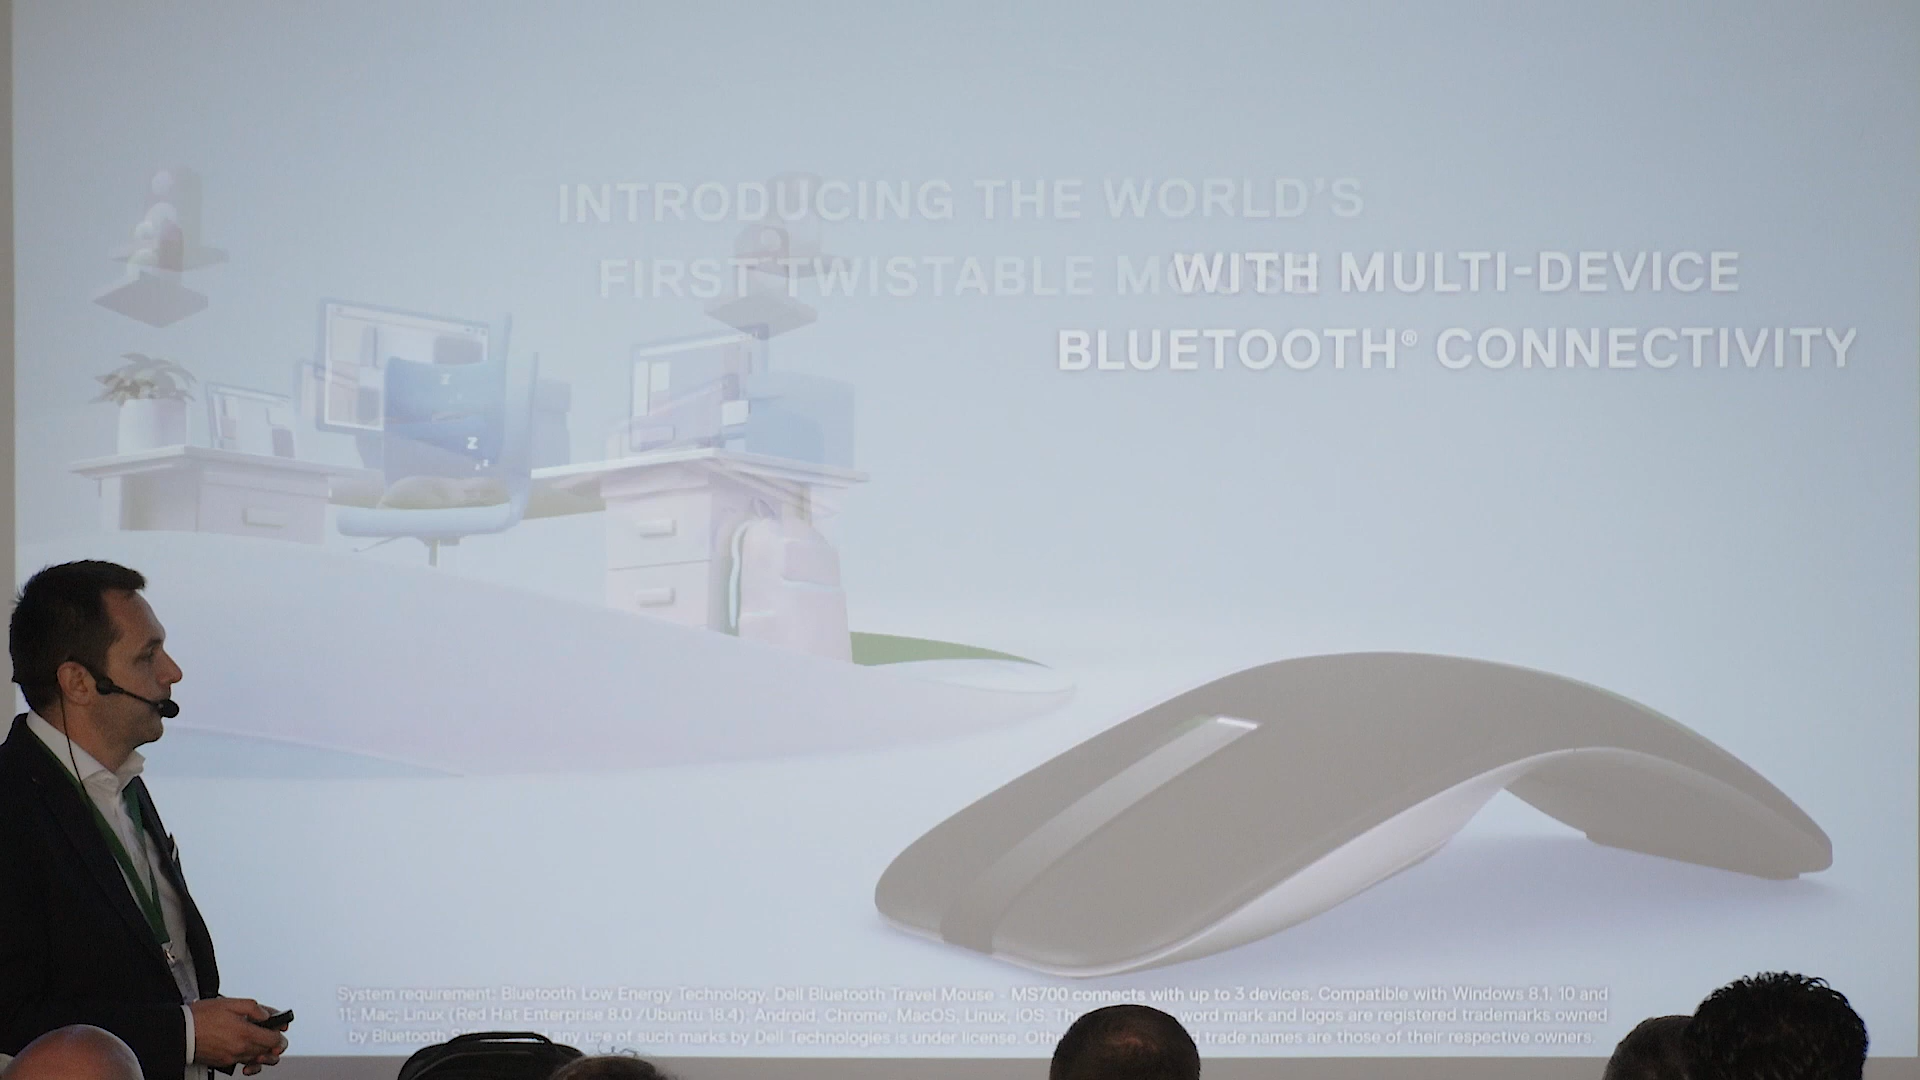 INTRODUCING THE WORLD'S
FIRST TWISTABLE MOUSE
WITH MULTI-DEVICE
BLUETOOTH® CONNECTIVITY
z
z
z
z
System requirement: Bluetooth Low Energy Technology. Dell Bluetooth Travel Mouse - MS700 connects with up to 3 devices. Compatible with Windows 8.1, 10 and
11; Mac; Linux (Red Hat Enterprise 8.0 /Ubuntu 18.4); Android, Chrome, MacOS, Linux, iOS. word mark and logos are registered trademarks owned
by Bluetooth any use of such marks by Dell Technologies is under license. trade names are those of their respective owners.